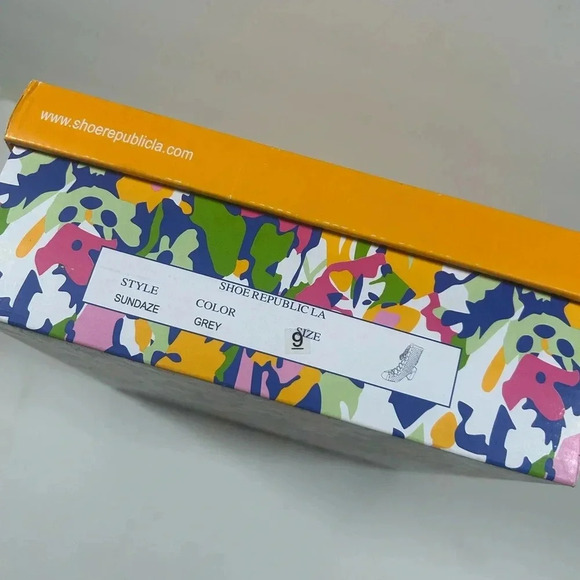 www.shoerepublicla.com
SHOE REPUBLIC LA
STYLE COLOR SIZE
SUNDAZE GREY 9